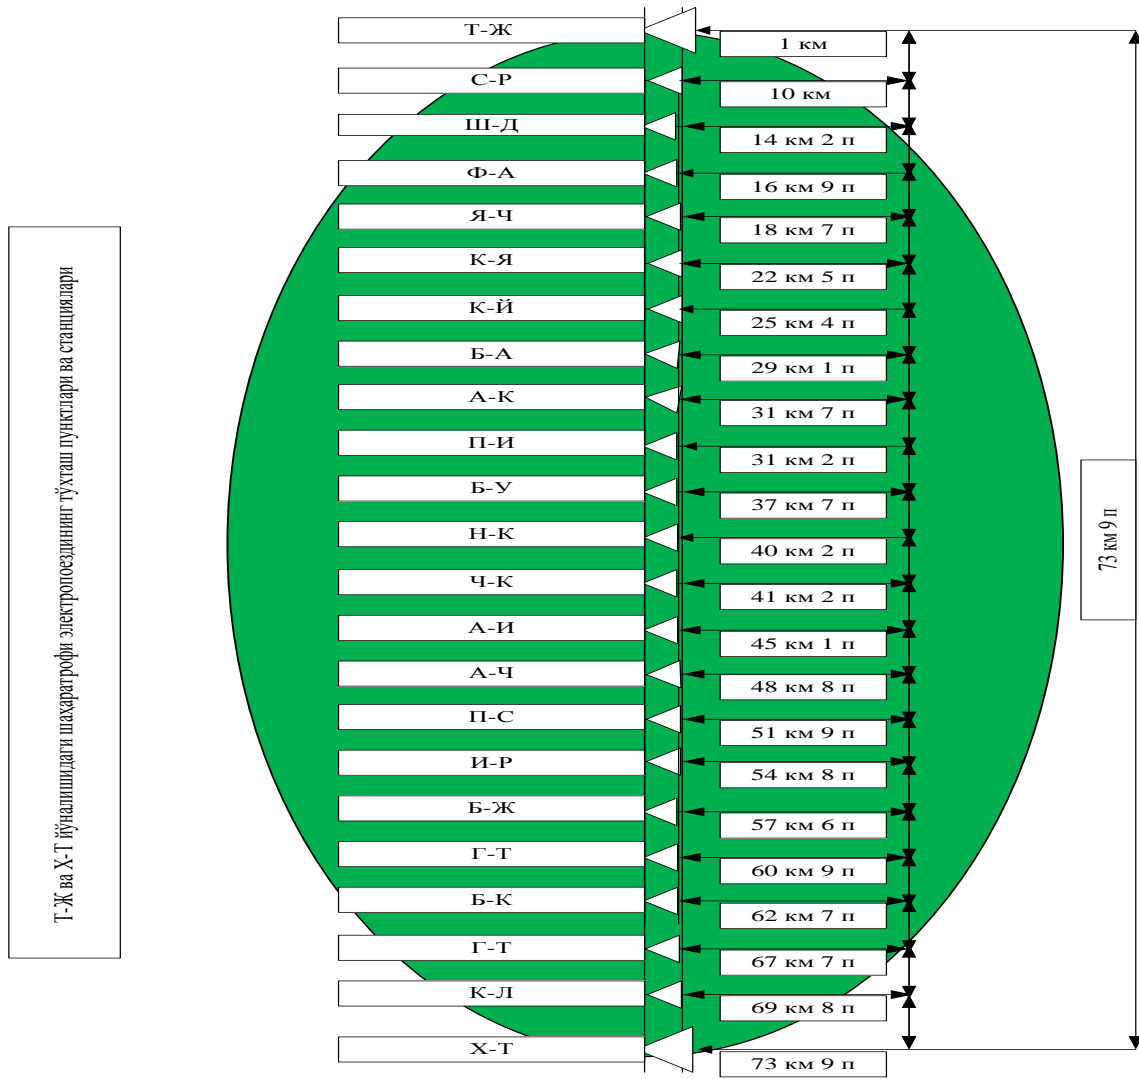 Т-Ж ва Х-Т йўналишидаги шаҳаратрофи электропоездининг тўхташ пунктлари ва станциялари
Т-Ж
1 км
С-Р
10 км
Ш-Д
14 км 2 п
Ф-А
16 км 9 п
Я-Ч
18 км 7 п
К-Я
22 км 5 п
К-Й
25 км 4 п
Б-А
29 км 1 п
А-К
31 км 7 п
П-И
31 км 2 п
Б-У
37 км 7 п
Н-К
40 км 2 п
Ч-К
41 км 2 п
А-И
45 км 1 п
А-Ч
48 км 8 п
П-С
51 км 9 п
И-Р
54 км 8 п
Б-Ж
57 км 6 п
Г-Т
60 км 9 п
Б-К
62 км 7 п
Г-Т
67 км 7 п
К-Л
69 км 8 п
Х-Т
73 км 9 п
73 км 9 п